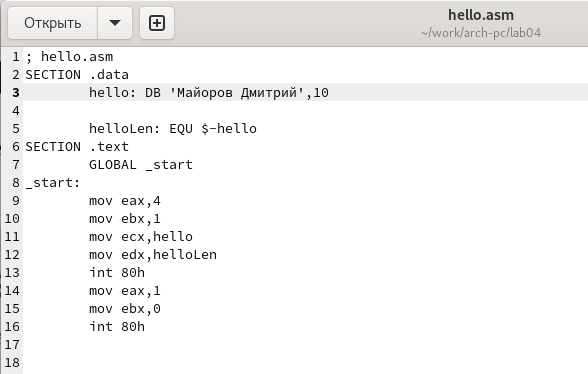 Открыть
hello.asm
~/work/arch-pc/lab04
1 ; hello.asm
2 SECTION .data
3         hello: DB 'Майоров Дмитрий',10
4
5         helloLen: EQU $-hello
6 SECTION .text
7         GLOBAL _start
8 _start:
9         mov eax,4
10         mov ebx,1
11         mov ecx,hello
12         mov edx,helloLen
13         int 80h
14         mov eax,1
15         mov ebx,0
16         int 80h
17
18